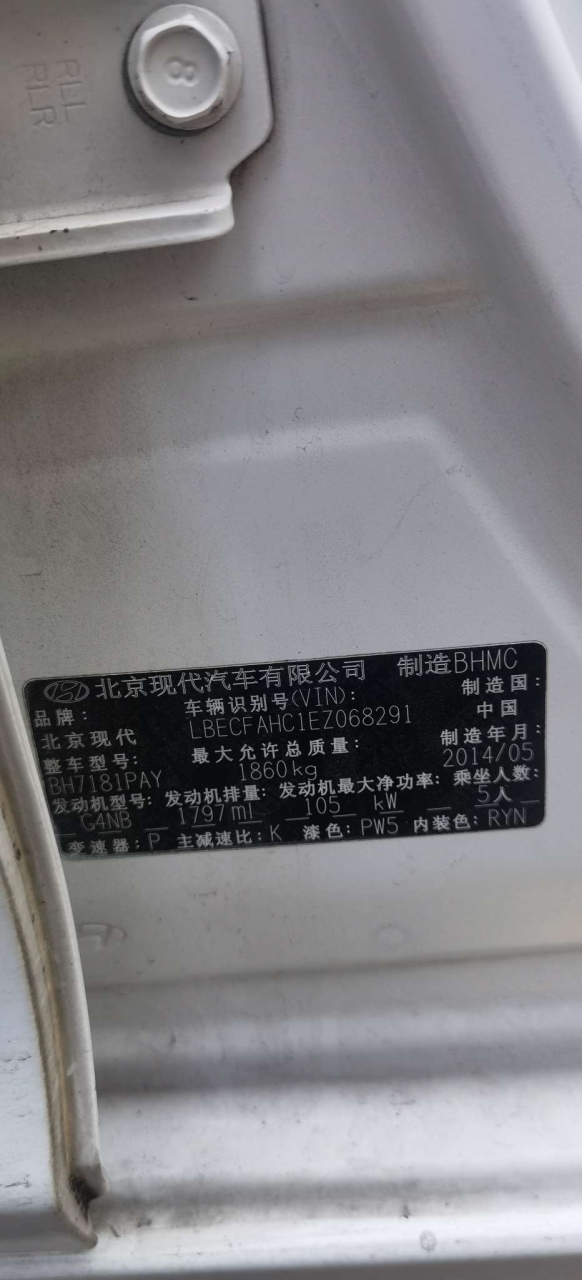 8
RLL
RLR
北京现代汽车有限公司 制造BHMC
品牌: 车辆识别号(VIN): 制造国:
北京现代 LBECFAHC1EZ068291 中国
整车型号: 最大允许总质量: 制造年月:
BH7181PAY 1860kg 2014/05
发动机型号: 发动机排量: 发动机最大净功率: 乘坐人数:
G4NB 1797mL 105 kW 5人
变速器: P 主减速比: K 漆色: PW5 内装色: RYN